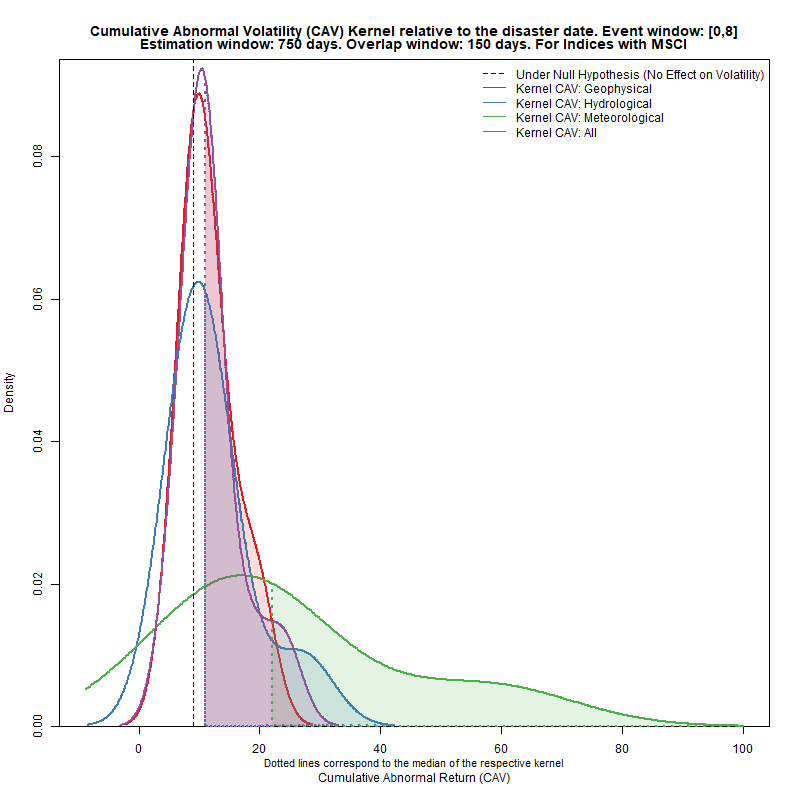 Cumulative Abnormal Volatility (CAV) Kernel relative to the disaster date. Event window: [0,8]
Estimation window: 750 days. Overlap window: 150 days. For Indices with MSCI
Under Null Hypothesis (No Effect on Volatility)
Kernel CAV: Geophysical
Kernel CAV: Hydrological
Kernel CAV: Meteorological
Kernel CAV: All
Density
0.08
0.06
0.04
0.02
0.00
0 20 40 60 80 100
Dotted lines correspond to the median of the respective kernel
Cumulative Abnormal Return (CAV)